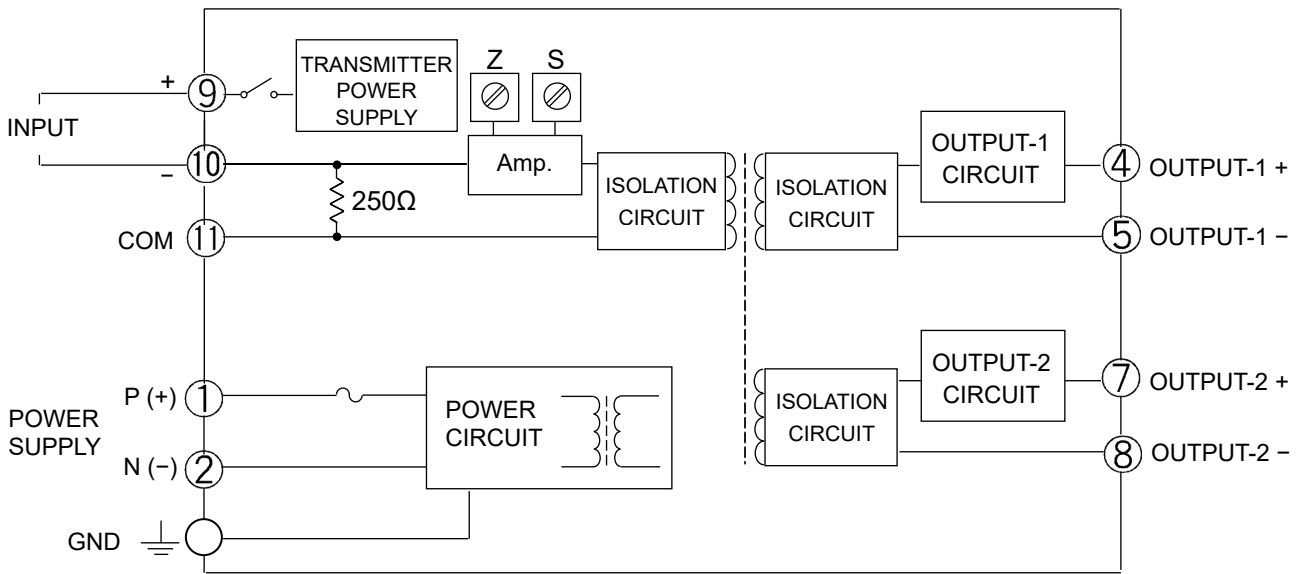 TRANSMITTER
POWER
SUPPLY
Z
S
+
9
INPUT
−
10
Amp.
250Ω
COM
11
ISOLATION
CIRCUIT
ISOLATION
CIRCUIT
OUTPUT-1
CIRCUIT
4
OUTPUT-1 +
5
OUTPUT-1 −
POWER
SUPPLY
P (+)
1
N (−)
2
GND
POWER
CIRCUIT
ISOLATION
CIRCUIT
OUTPUT-2
CIRCUIT
7
OUTPUT-2 +
8
OUTPUT-2 −